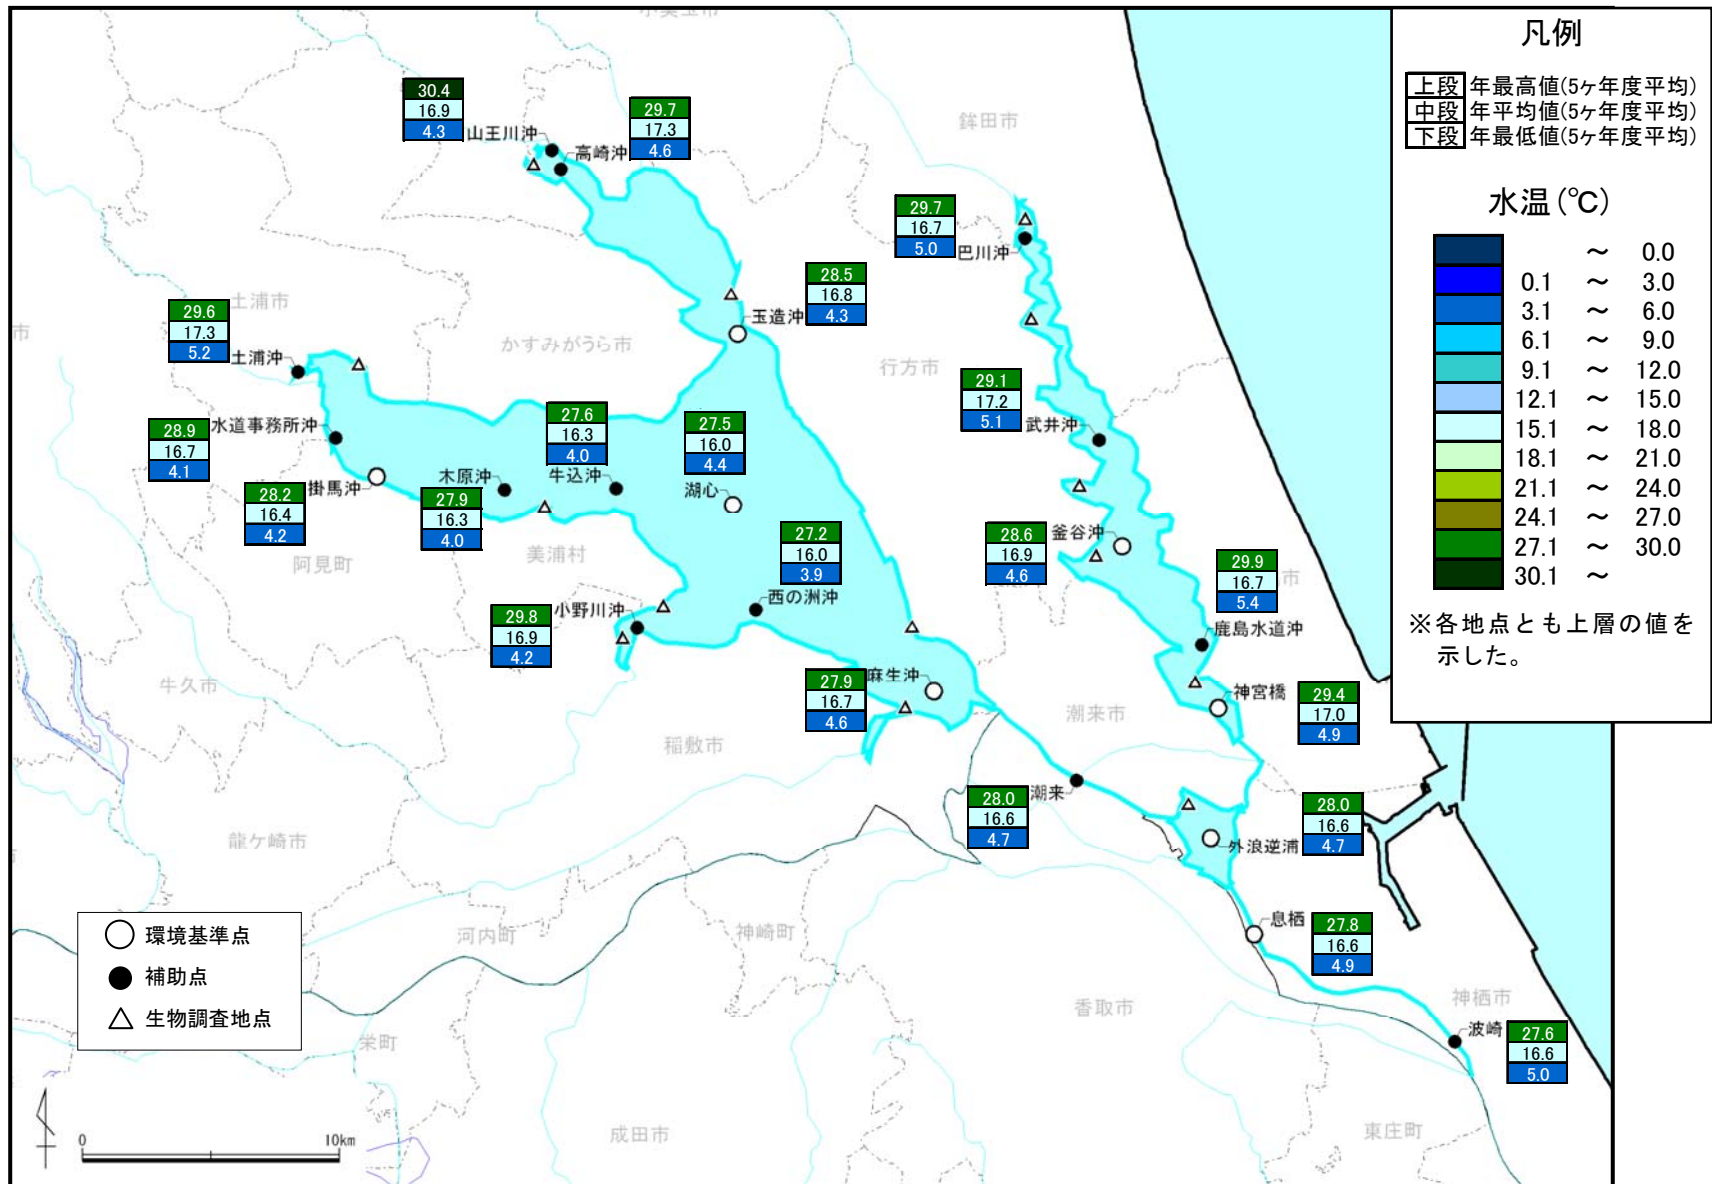 凡例
上段 年最高値(5ヶ年度平均)
中段 年平均値(5ヶ年度平均)
下段 年最低値(5ヶ年度平均)
水温(℃)
～ 0.0
0.1 ～ 3.0
3.1 ～ 6.0
6.1 ～ 9.0
9.1 ～ 12.0
12.1 ～ 15.0
15.1 ～ 18.0
18.1 ～ 21.0
21.1 ～ 24.0
24.1 ～ 27.0
27.1 ～ 30.0
30.1 ～
※各地点とも上層の値を
示した。
30.4
16.9
4.3
山王川沖
29.7
17.3
4.6
高崎沖
鉾田市
29.7
16.7
5.0
巴川沖
28.5
16.8
4.3
玉造沖
土浦市
29.6
17.3
5.2
土浦沖
市
かすみがうら市
行方市
29.1
17.2
5.1
武井沖
28.9
16.7
4.1
水道事務所沖
27.6
16.3
4.0
牛込沖
27.5
16.0
4.4
湖心
28.2
16.4
4.2
掛馬沖
27.9
16.3
4.0
木原沖
27.2
16.0
3.9
西の洲沖
28.6
16.9
4.6
釜谷沖
29.9
16.7
5.4
鹿島水道沖
市
阿見町
美浦村
29.8
16.9
4.2
小野川沖
牛久市
27.9
16.7
4.6
麻生沖
29.4
17.0
4.9
神宮橋
潮来市
稲敷市
28.0
16.6
4.7
潮来
28.0
16.6
4.7
外浪逆浦
龍ケ崎市
27.8
16.6
4.9
息栖
河内町
神崎町
香取市
神栖市
27.6
16.6
5.0
波崎
環境基準点
補助点
生物調査地点
栄町
成田市
東庄町
0 10km